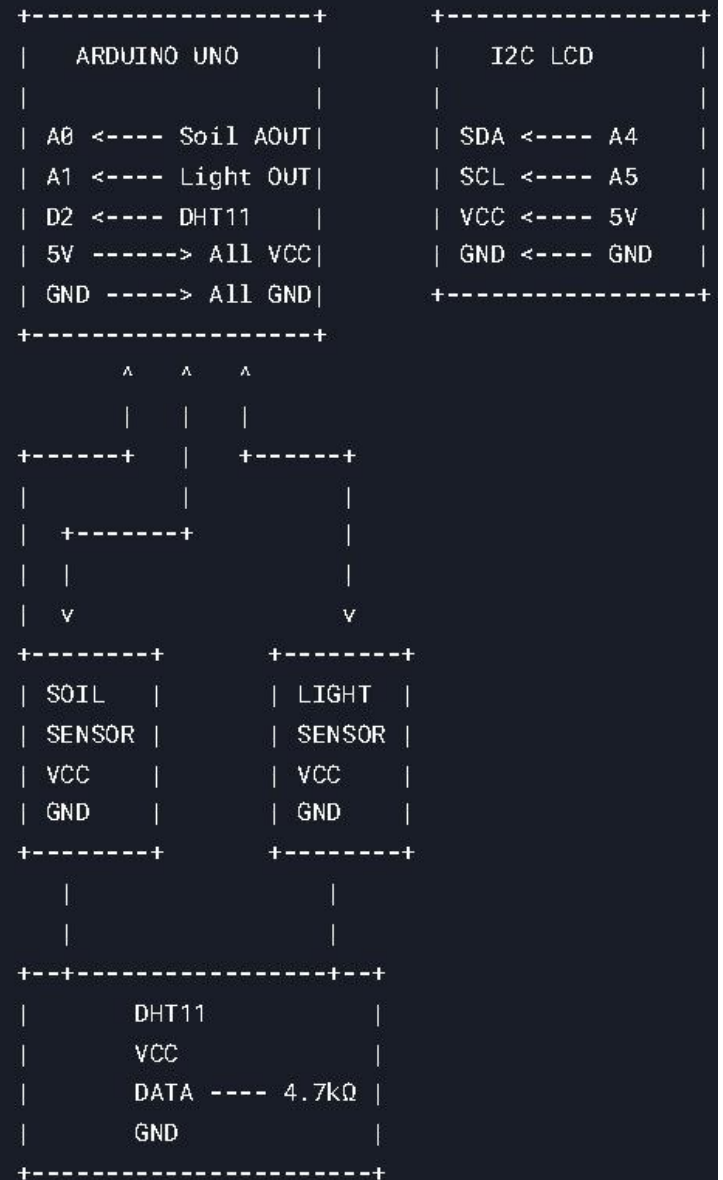 ARDUINO UNO
A0 <---- Soil AOUT
A1 <---- Light OUT
D2 <---- DHT11
5V ------> All VCC
GND -----> All GND
I2C LCD
SDA <---- A4
SCL <---- A5
VCC <---- 5V
GND <---- GND
SOIL
SENSOR
VCC
GND
LIGHT
SENSOR
VCC
GND
DHT11
VCC
DATA ---- 4.7kΩ
GND